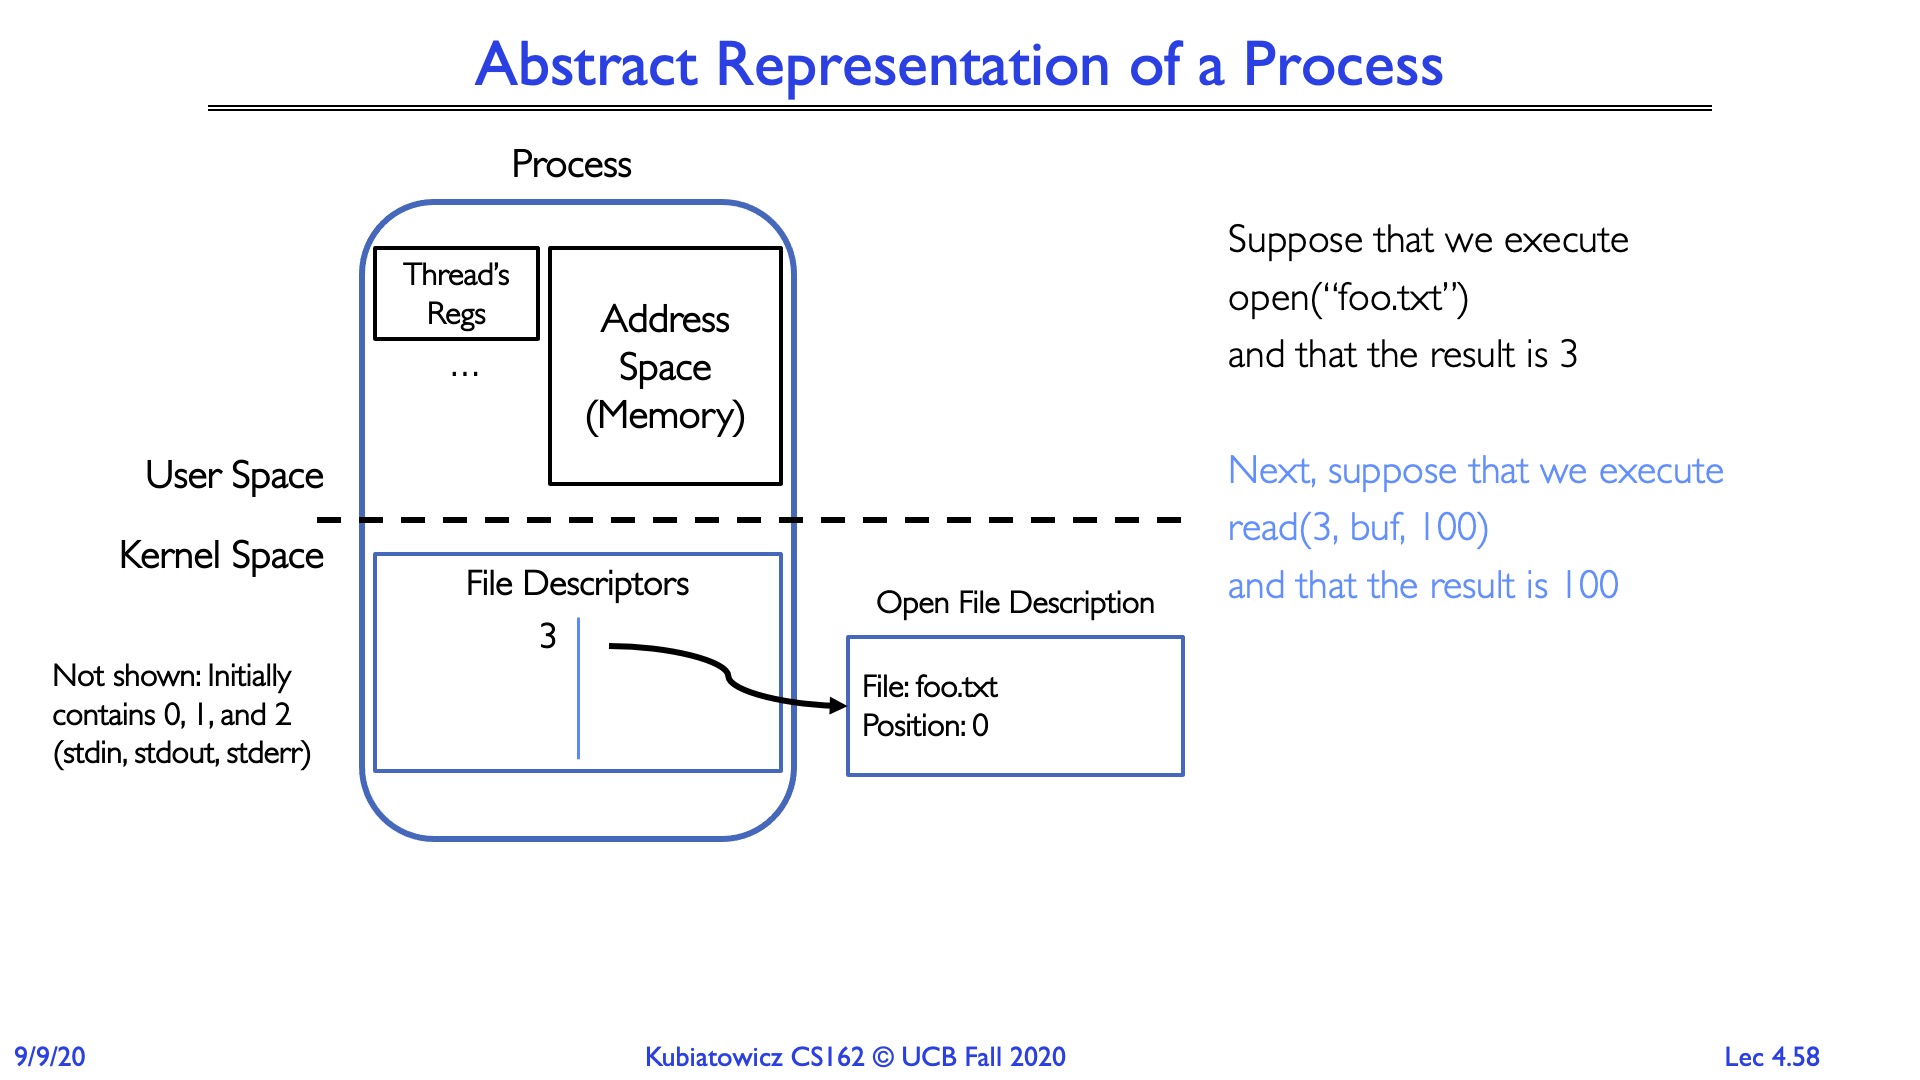 Abstract Representation of a Process
Process
Thread’s
Regs
…
Address
Space
(Memory)
User Space
Kernel Space
File Descriptors
3
Not shown: Initially
contains 0, 1, and 2
(stdin, stdout, stderr)
Open File Description
File: foo.txt
Position: 0
Suppose that we execute
open(“foo.txt”)
and that the result is 3
Next, suppose that we execute
read(3, buf, 100)
and that the result is 100
9/9/20
Kubiatowicz CS162 © UCB Fall 2020
Lec 4.58